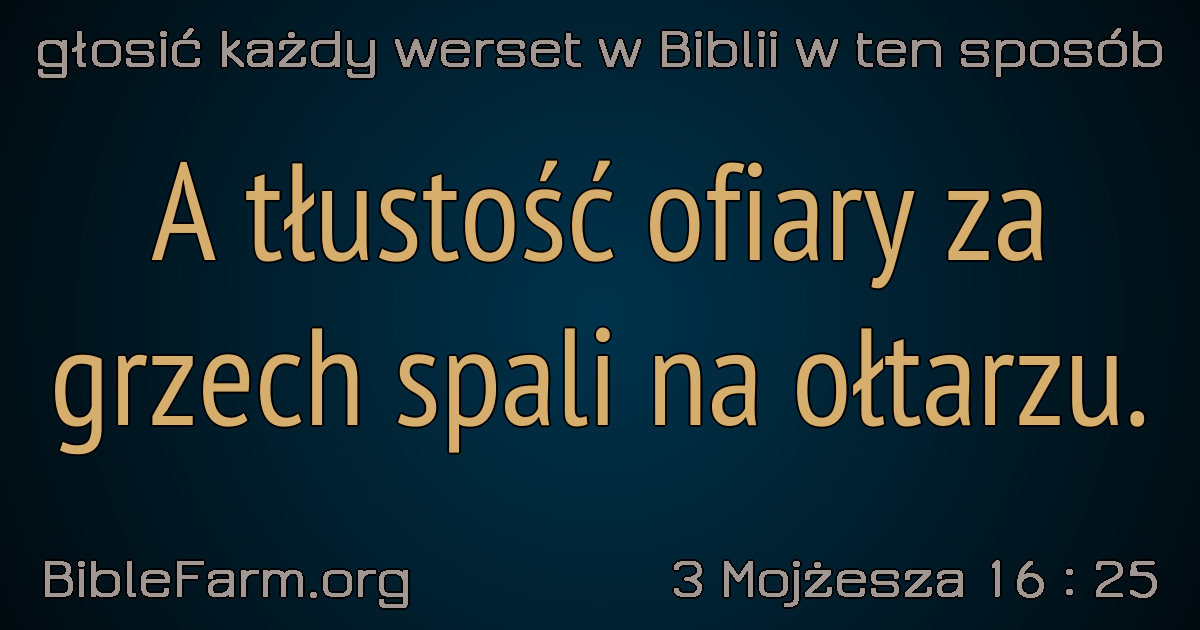 głosić każdy werset w Biblii w ten sposób
A tłustość ofiary za
grzech spali na ołtarzu.
BibleFarm.org
3 Mojżesza 16 : 25